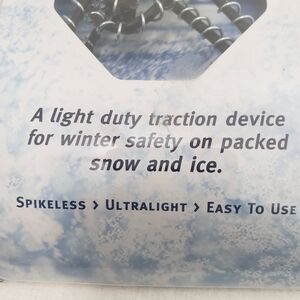 A light duty traction device
for winter safety on packed
snow and ice.
SPIKELESS > ULTRALIGHT > EASY TO USE